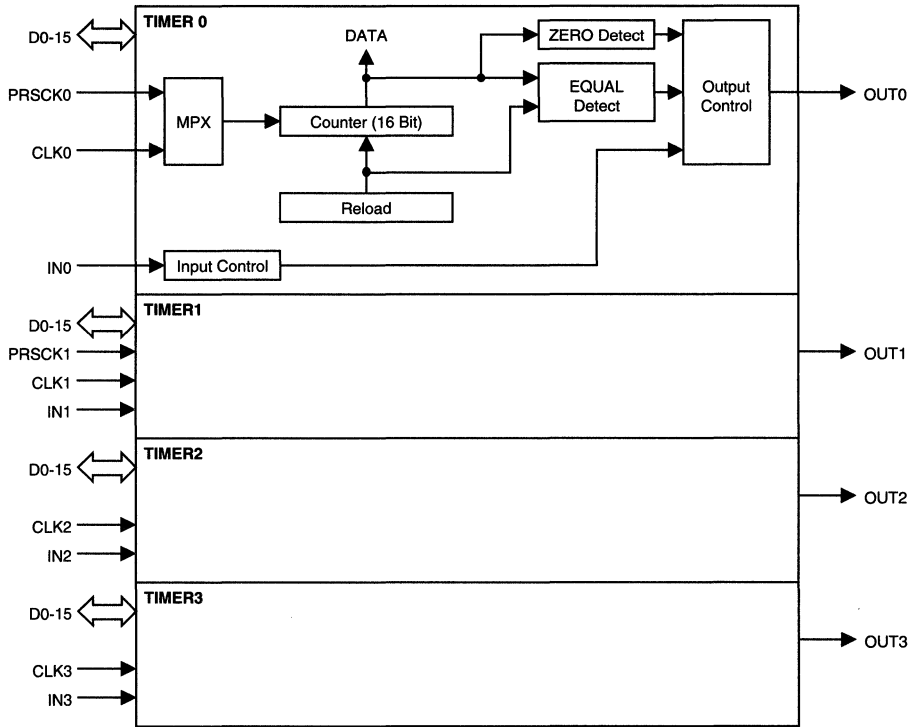 TIMER 0
D0-15
DATA
ZERO Detect
PRSCK0
MPX
Counter (16 Bit)
EQUAL
Detect
Output
Control
OUT0
CLK0
Reload
IN0
Input Control
TIMER1
D0-15
PRSCK1
OUT1
CLK1
IN1
TIMER2
D0-15
OUT2
CLK2
IN2
TIMER3
D0-15
OUT3
CLK3
IN3